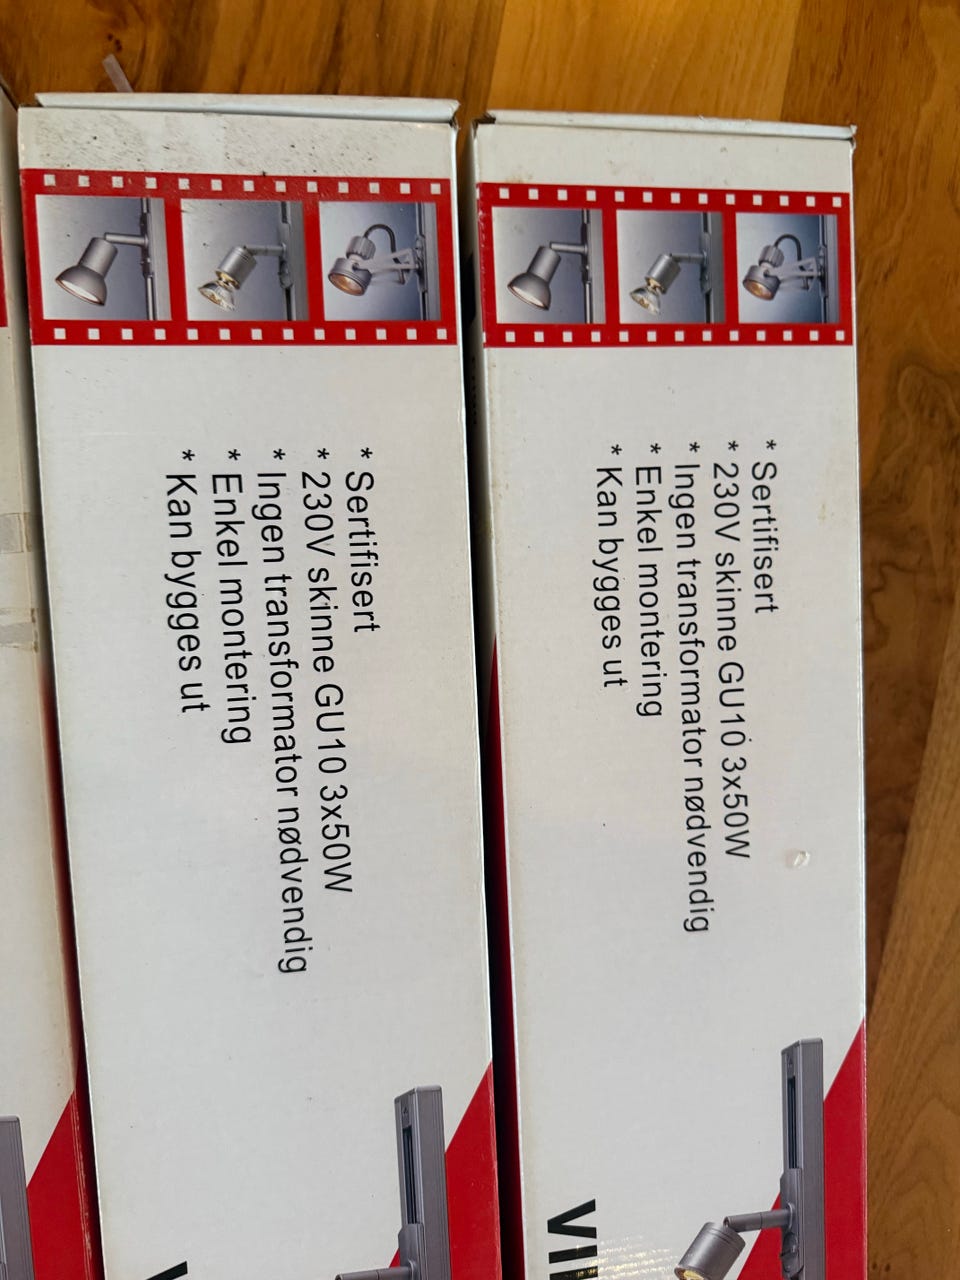 * Sertifisert
* 230V skinne GU10 3x50W
* Ingen transformator nødvendig
* Enkel montering
* Kan bygges ut
* Sertifisert
* 230V skinne GU10 3x50W
* Ingen transformator nødvendig
* Enkel montering
* Kan bygges ut